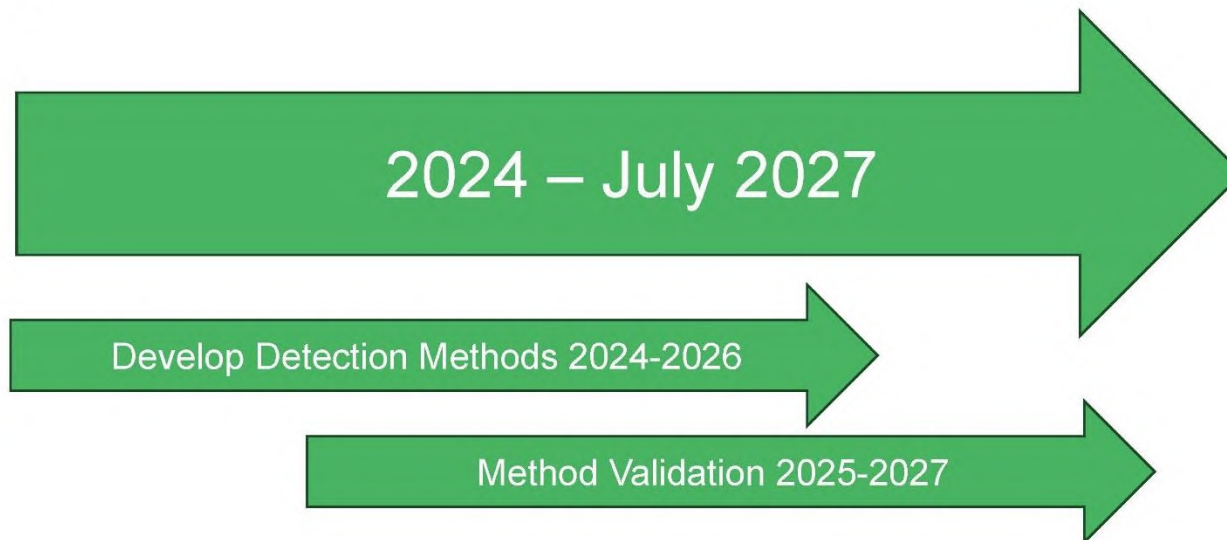 2024 – July 2027
Develop Detection Methods 2024-2026
Method Validation 2025-2027